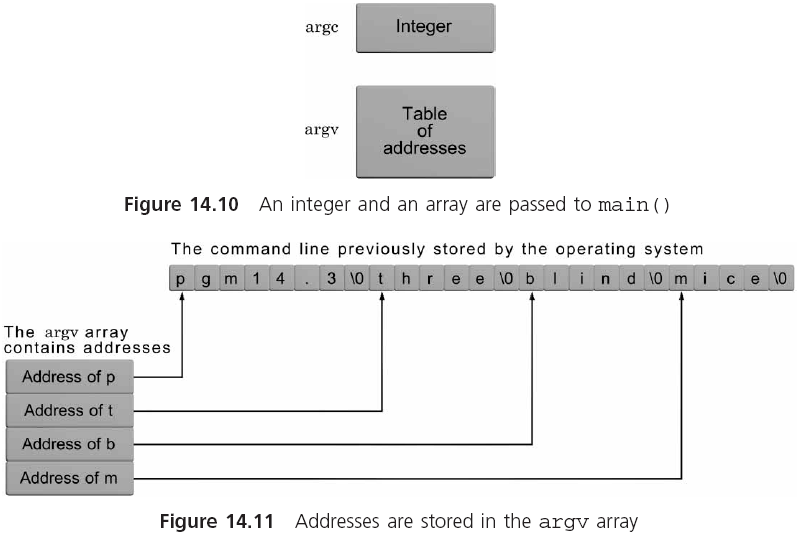 argc Integer
argv Table
of
addresses
Figure 14.10 An integer and an array are passed to main()
The command line previously stored by the operating system
p g m 1 4 . 3 \0 t h r e e \0 b l i n d \0 m i c e \0
The argv array
contains addresses
Address of p
Address of t
Address of b
Address of m
Figure 14.11 Addresses are stored in the argv array